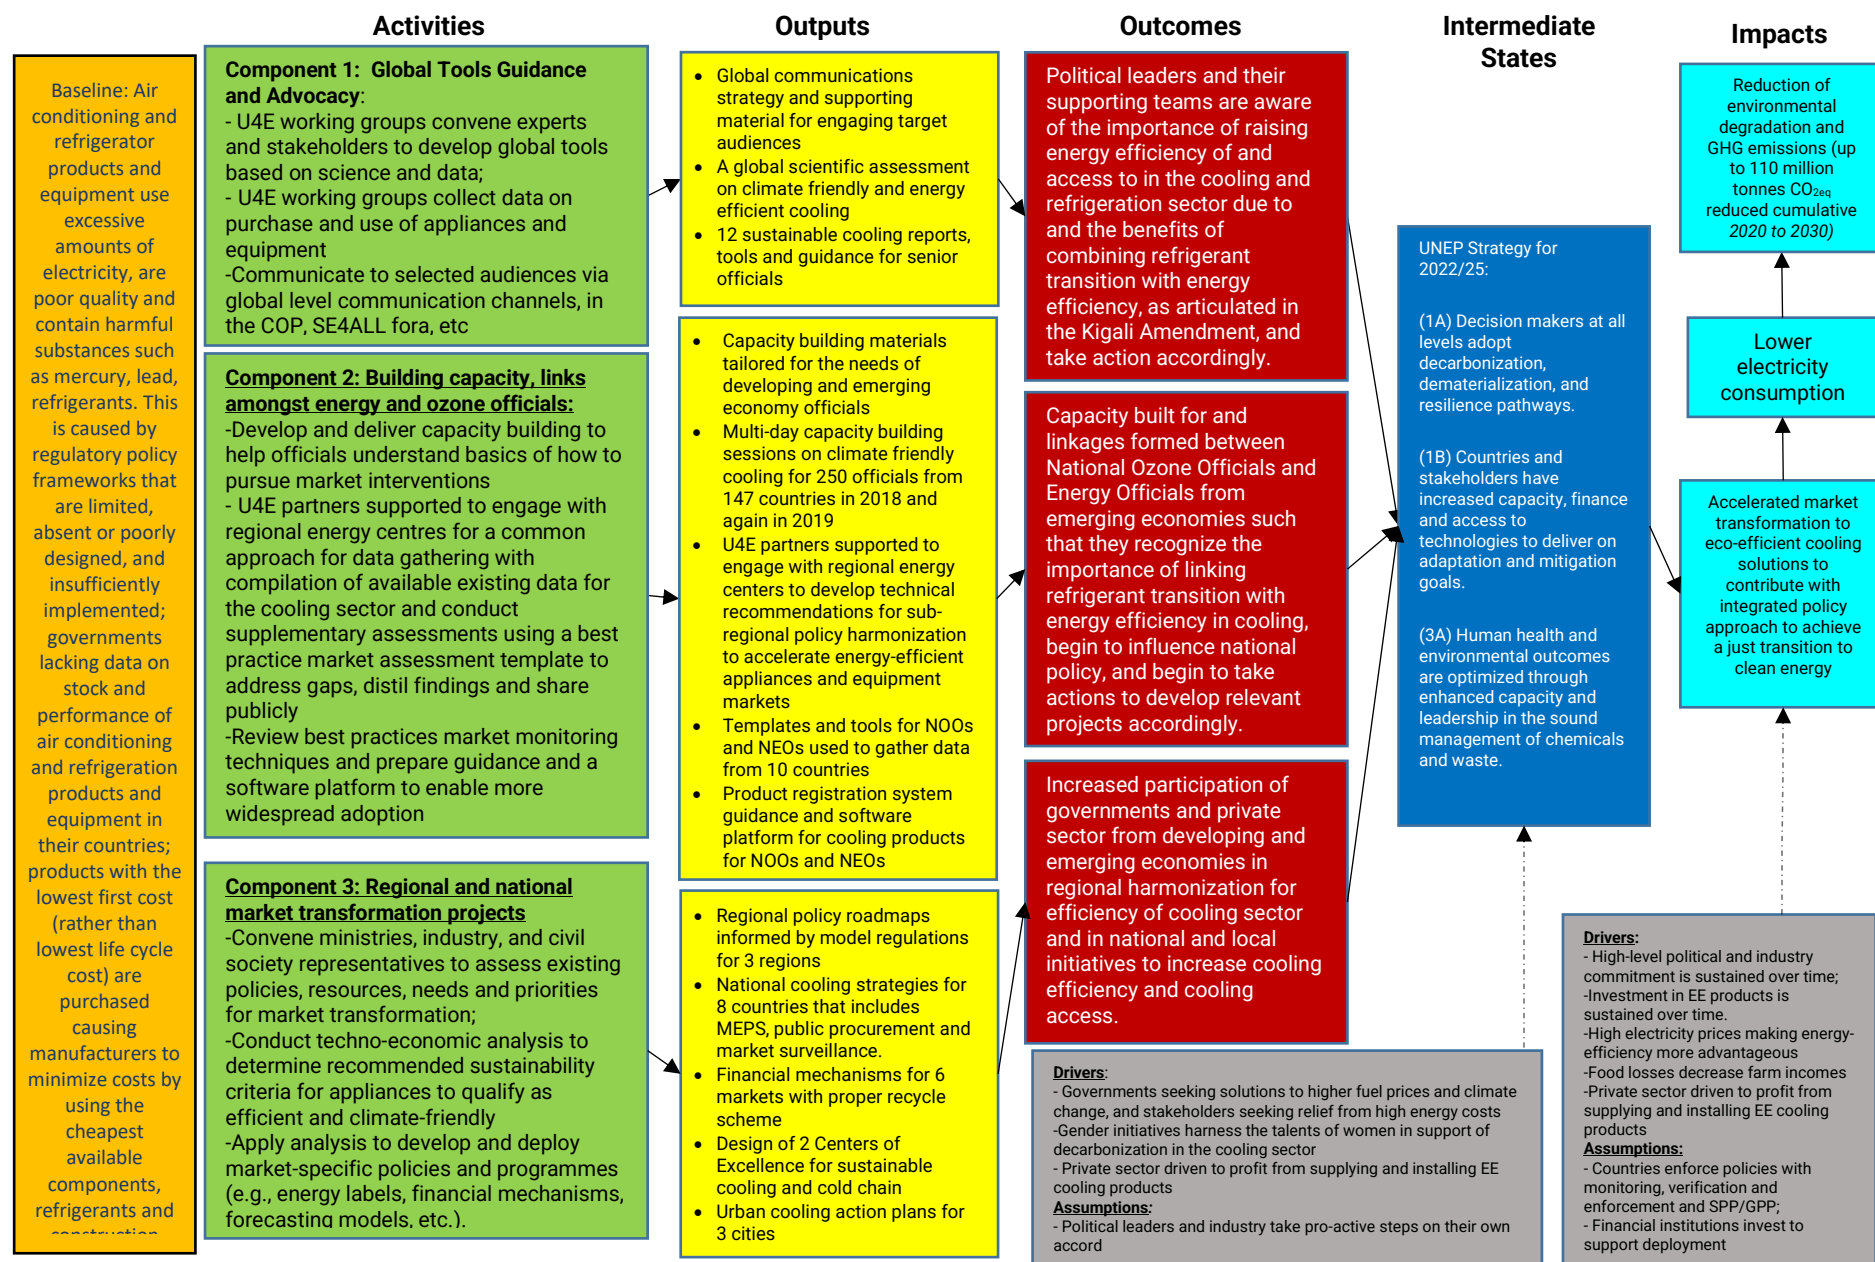 Activities
Outputs
Outcomes
Intermediate
States
Impacts
Baseline: Air
conditioning and
refrigerator
products and
equipment use
excessive
amounts of
electricity, are
poor quality and
contain harmful
substances such
as mercury, lead,
refrigerants. This
is caused by
regulatory policy
frameworks that
are limited,
absent or poorly
designed, and
insufficiently
implemented;
governments
lacking data on
stock and
performance of
air conditioning
and refrigeration
products and
equipment in
their countries;
products with the
lowest first cost
(rather than
lowest life cycle
cost) are
purchased
causing
manufacturers to
minimize costs by
using the
cheapest
available
components,
refrigerants and
construction
Component 1:  Global Tools Guidance
and Advocacy:
- U4E working groups convene experts
and stakeholders to develop global tools
based on science and data;
- U4E working groups collect data on
purchase and use of appliances and
equipment
-Communicate to selected audiences via
global level communication channels, in
the COP, SE4ALL fora, etc
Component 2: Building capacity, links
amongst energy and ozone officials:
-Develop and deliver capacity building to
help officials understand basics of how to
pursue market interventions
- U4E partners supported to engage with
regional energy centres for a common
approach for data gathering with
compilation of available existing data for
the cooling sector and conduct
supplementary assessments using a best
practice market assessment template to
address gaps, distil findings and share
publicly
-Review best practices market monitoring
techniques and prepare guidance and a
software platform to enable more
widespread adoption
Component 3: Regional and national
market transformation projects
-Convene ministries, industry, and civil
society representatives to assess existing
policies, resources, needs and priorities
for market transformation;
-Conduct techno-economic analysis to
determine recommended sustainability
criteria for appliances to qualify as
efficient and climate-friendly
-Apply analysis to develop and deploy
market-specific policies and programmes
(e.g., energy labels, financial mechanisms,
forecasting models, etc.).
• Global communications
strategy and supporting
material for engaging target
audiences
• A global scientific assessment
on climate friendly and energy
efficient cooling
• 12 sustainable cooling reports,
tools and guidance for senior
officials
• Capacity building materials
tailored for the needs of
developing and emerging
economy officials
• Multi-day capacity building
sessions on climate friendly
cooling for 250 officials from
147 countries in 2018 and
again in 2019
• U4E partners supported to
engage with regional energy
centers to develop technical
recommendations for sub-
regional policy harmonization
to accelerate energy-efficient
appliances and equipment
markets
• Templates and tools for NOOs
and NEOs used to gather data
from 10 countries
• Product registration system
guidance and software
platform for cooling products
for NOOs and NEOs
• Regional policy roadmaps
informed by model regulations
for 3 regions
• National cooling strategies for
8 countries that includes
MEPS, public procurement and
market surveillance.
• Financial mechanisms for 6
markets with proper recycle
scheme
• Design of 2 Centers of
Excellence for sustainable
cooling and cold chain
• Urban cooling action plans for
3 cities
Political leaders and their
supporting teams are aware
of the importance of raising
energy efficiency of and
access to in the cooling and
refrigeration sector due to
and the benefits of
combining refrigerant
transition with energy
efficiency, as articulated in
the Kigali Amendment, and
take action accordingly.
Capacity built for and
linkages formed between
National Ozone Officials and
Energy Officials from
emerging economies such
that they recognize the
importance of linking
refrigerant transition with
energy efficiency in cooling,
begin to influence national
policy, and begin to take
actions to develop relevant
projects accordingly.
Increased participation of
governments and private
sector from developing and
emerging economies in
regional harmonization for
efficiency of cooling sector
and in national and local
initiatives to increase cooling
efficiency and cooling
access.
Drivers:
- Governments seeking solutions to higher fuel prices and climate
change, and stakeholders seeking relief from high energy costs
-Gender initiatives harness the talents of women in support of
decarbonization in the cooling sector
- Private sector driven to profit from supplying and installing EE
cooling products
Assumptions:
- Political leaders and industry take pro-active steps on their own
accord
UNEP Strategy for
2022/25:
(1A) Decision makers at all
levels adopt
decarbonization,
dematerialization, and
resilience pathways.
(1B) Countries and
stakeholders have
increased capacity, finance
and access to
technologies to deliver on
adaptation and mitigation
goals.
(3A) Human health and
environmental outcomes
are optimized through
enhanced capacity and
leadership in the sound
management of chemicals
and waste.
Reduction of
environmental
degradation and
GHG emissions (up
to 110 million
tonnes CO2eq
reduced cumulative
2020 to 2030)
Lower
electricity
consumption
Accelerated market
transformation to
eco-efficient cooling
solutions to
contribute with
integrated policy
approach to achieve
a just transition to
clean energy
Drivers:
- High-level political and industry
commitment is sustained over time;
-Investment in EE products is
sustained over time.
-High electricity prices making energy-
efficiency more advantageous
-Food losses decrease farm incomes
-Private sector driven to profit from
supplying and installing EE cooling
products
Assumptions:
- Countries enforce policies with
monitoring, verification and
enforcement and SPP/GPP;
- Financial institutions invest to
support deployment